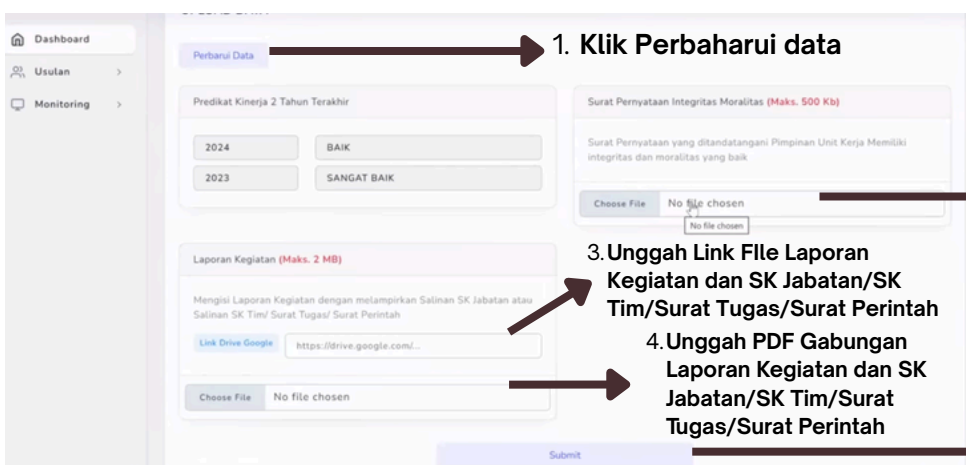 Dashboard
Usulan
Monitoring
Perbarui Data
1. Klik Perbaharui data
Predikat Kinerja 2 Tahun Terakhir
2024 BAIK
2023 SANGAT BAIK
Surat Pernyataan Integritas Moralitas (Maks. 500 Kb)
Surat Pernyataan yang ditandatangani Pimpinan Unit Kerja Memiliki
integritas dan moralitas yang baik
Choose File No file chosen
No file chosen
Laporan Kegiatan (Maks. 2 MB)
Mengisi Laporan Kegiatan dengan melampirkan Salinan SK Jabatan atau
Salinan SK Tim/ Surat Tugas/ Surat Perintah
Link Drive Google https://drive.google.com/...
Choose File No file chosen
3. Unggah Link FIle Laporan
Kegiatan dan SK Jabatan/SK
Tim/Surat Tugas/Surat Perintah
4. Unggah PDF Gabungan
Laporan Kegiatan dan SK
Jabatan/SK Tim/Surat
Tugas/Surat Perintah
Submit